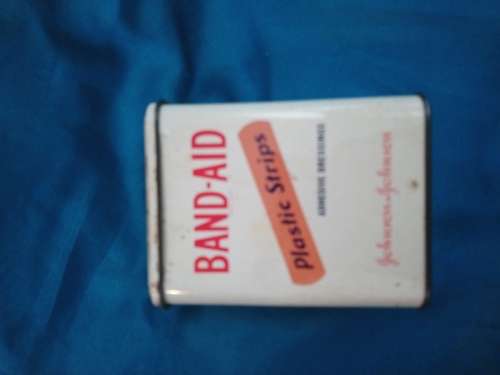 BAND-AID
Plastic Strips
ADHESIVE DRESSINGS
Johnson & Johnson